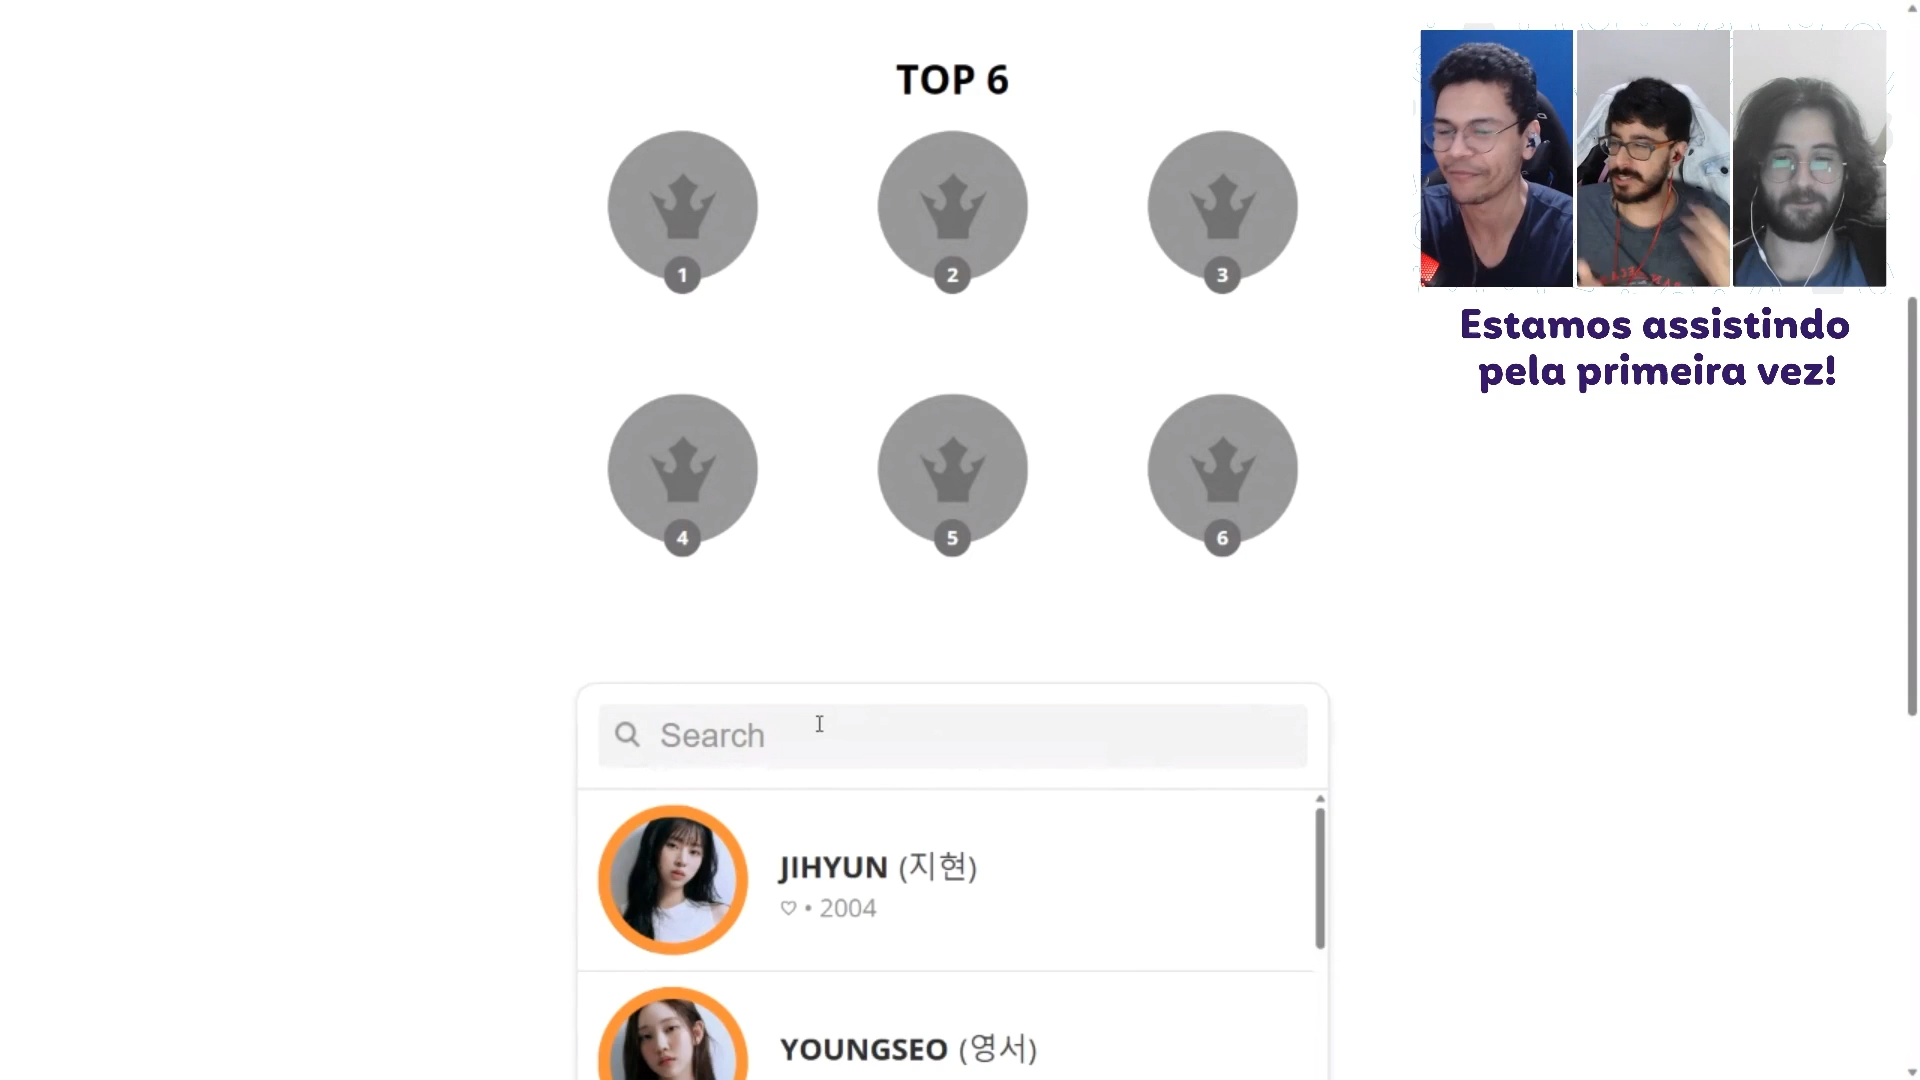 TOP 6
1
2
3
Estamos assistindo
pela primeira vez!
4
5
6
Search
JIHYUN (지현)
♡ • 2004
YOUNGSEO (영서)